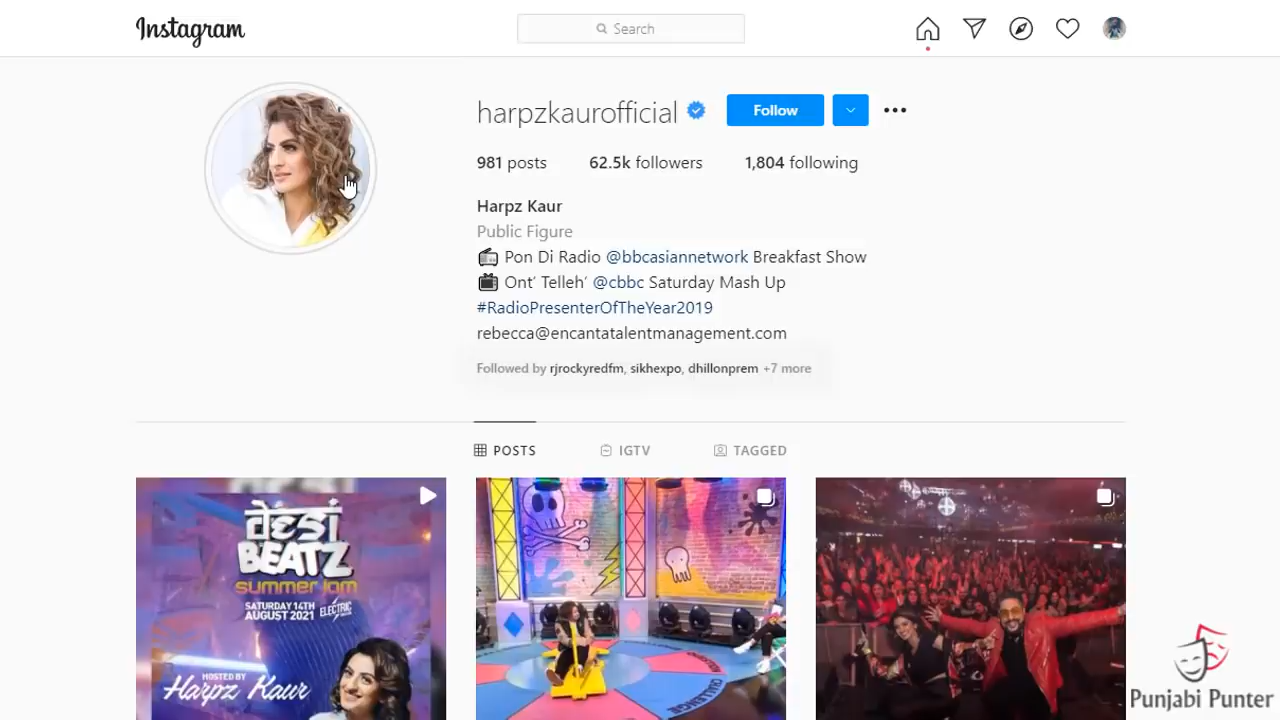 Instagram
Search
harpzkaurofficial
Follow
981 posts 62.5k followers 1,804 following
Harpz Kaur
Public Figure
Pon Di Radio @bbcasiannetwork Breakfast Show
Ont’ Telleh’ @cbbc Saturday Mash Up
#RadioPresenterOfTheYear2019
rebecca@encantatalentmanagement.com
Followed by rjrockyredfm, sikhexpo, dhillonprem +7 more
POSTS IGTV TAGGED
देSI
BEATZ
summer jam
SATURDAY 14TH
AUGUST 2021
ELECTRIC
HOSTED BY
Harpz Kaur
CHALLENGE
Punjabi Punter